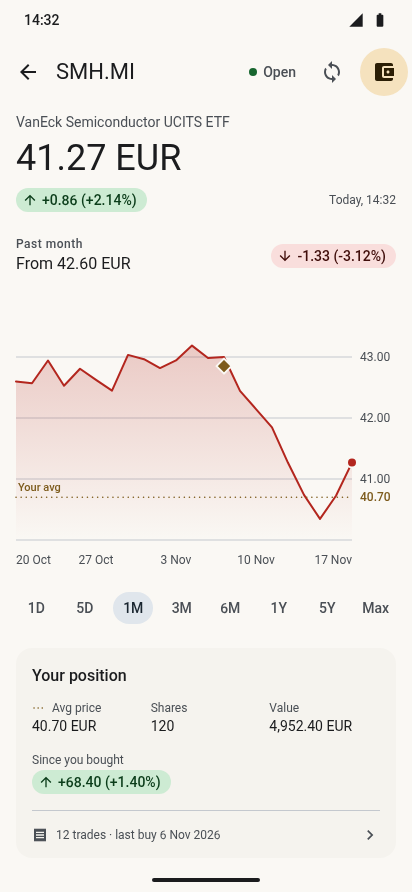 14:32
SMH.MI
Open
VanEck Semiconductor UCITS ETF
41.27 EUR
+0.86 (+2.14%)
Today, 14:32
Past month
From 42.60 EUR
-1.33 (-3.12%)
43.00
42.00
41.00
Your avg
40.70
20 Oct 27 Oct 3 Nov 10 Nov 17 Nov
1D 5D 1M 3M 6M 1Y 5Y Max
Your position
Avg price Shares Value
40.70 EUR 120 4,952.40 EUR
Since you bought
+68.40 (+1.40%)
12 trades · last buy 6 Nov 2026